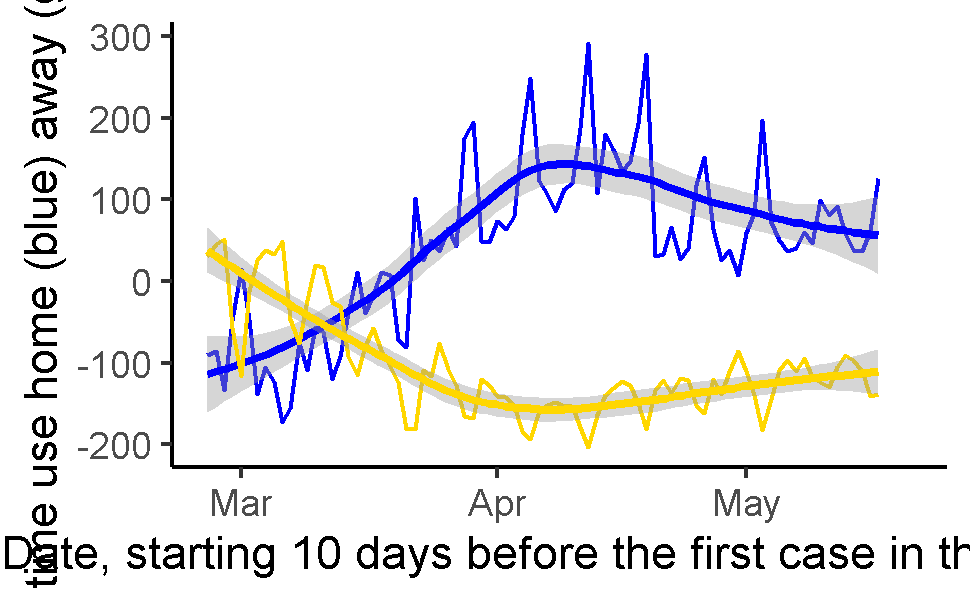 time use home (blue) away (
300
200
100
0
-100
-200
Mar Apr May
Date, starting 10 days before the first case in th